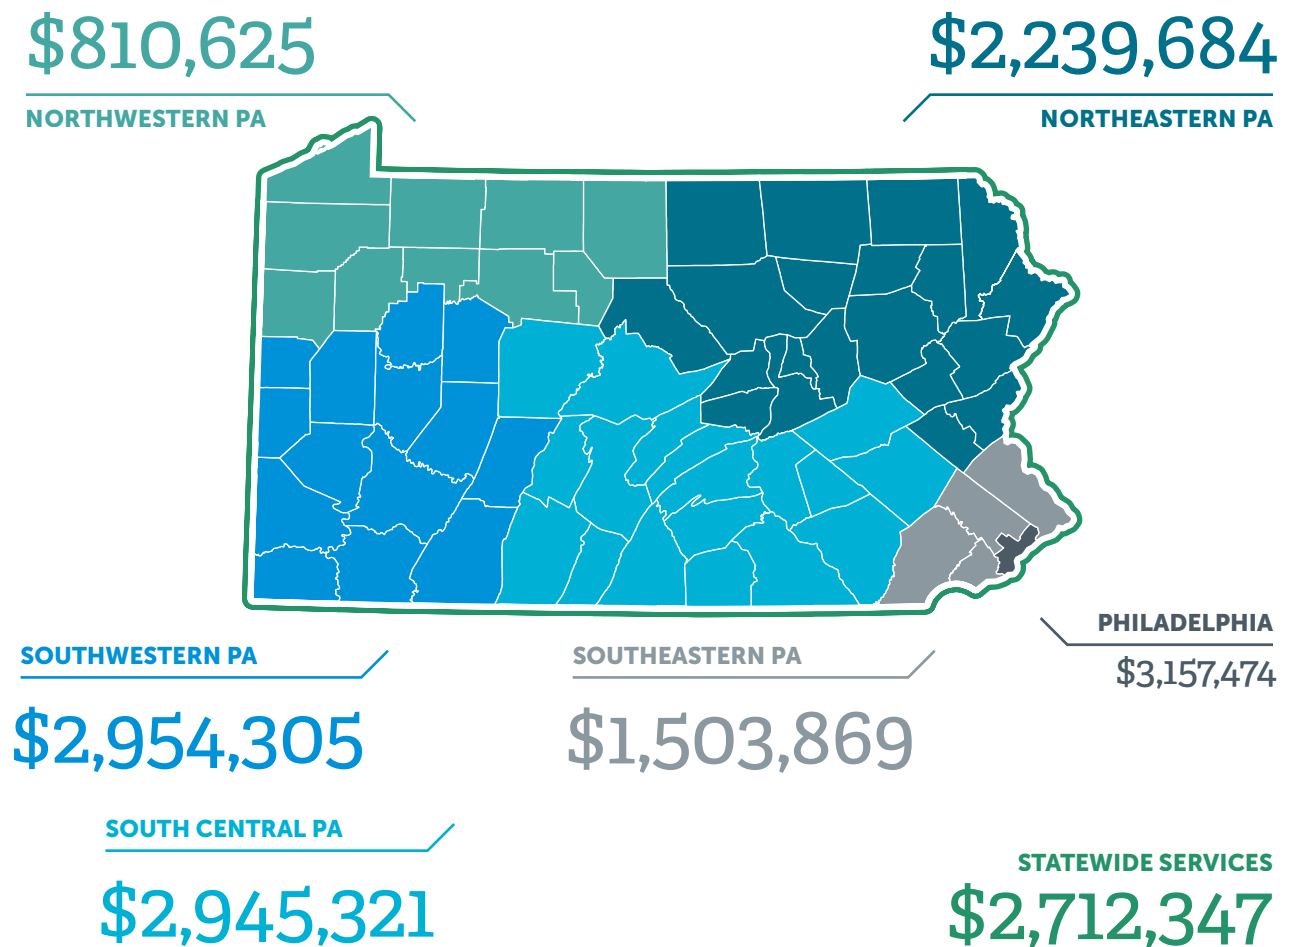 $810,625
NORTHWESTERN PA
$2,239,684
NORTHEASTERN PA
PHILADELPHIA
$3,157,474
SOUTHWESTERN PA
$2,954,305
SOUTHEASTERN PA
$1,503,869
SOUTH CENTRAL PA
$2,945,321
STATEWIDE SERVICES
$2,712,347